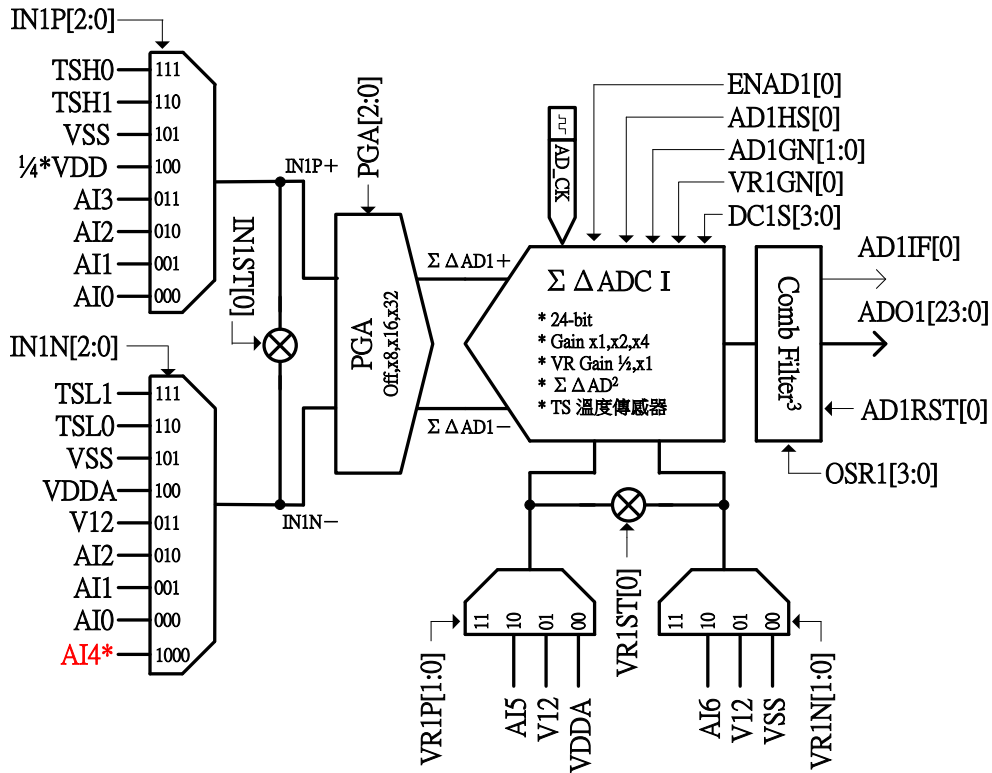 IN1P[2:0]
TSH0 111
TSH1 110
VSS 101
¼*VDD 100
AI3 011
AI2 010
AI1 001
AI0 000
IN1P+
IN1ST[0]
IN1N[2:0]
TSL1 111
TSL0 110
VSS 101
VDDA 100
V12 011
AI2 010
AI1 001
AI0 000
AI4* 1000
IN1N−
PGA[2:0]
PGA
Off,x8,x16,x32
ΣΔAD1+
ΣΔAD1−
AD_CK
ENAD1[0]
AD1HS[0]
AD1GN[1:0]
VR1GN[0]
DC1S[3:0]
ΣΔADC I
* 24-bit
* Gain x1,x2,x4
* VR Gain ½,x1
* ΣΔAD²
* TS 溫度傳感器
Comb Filter³
AD1IF[0]
ADO1[23:0]
AD1RST[0]
OSR1[3:0]
VR1ST[0]
VR1P[1:0]
11 10 01 00
AI5 V12 VDDA
11 10 01 00
AI6 V12 VSS
VR1N[1:0]